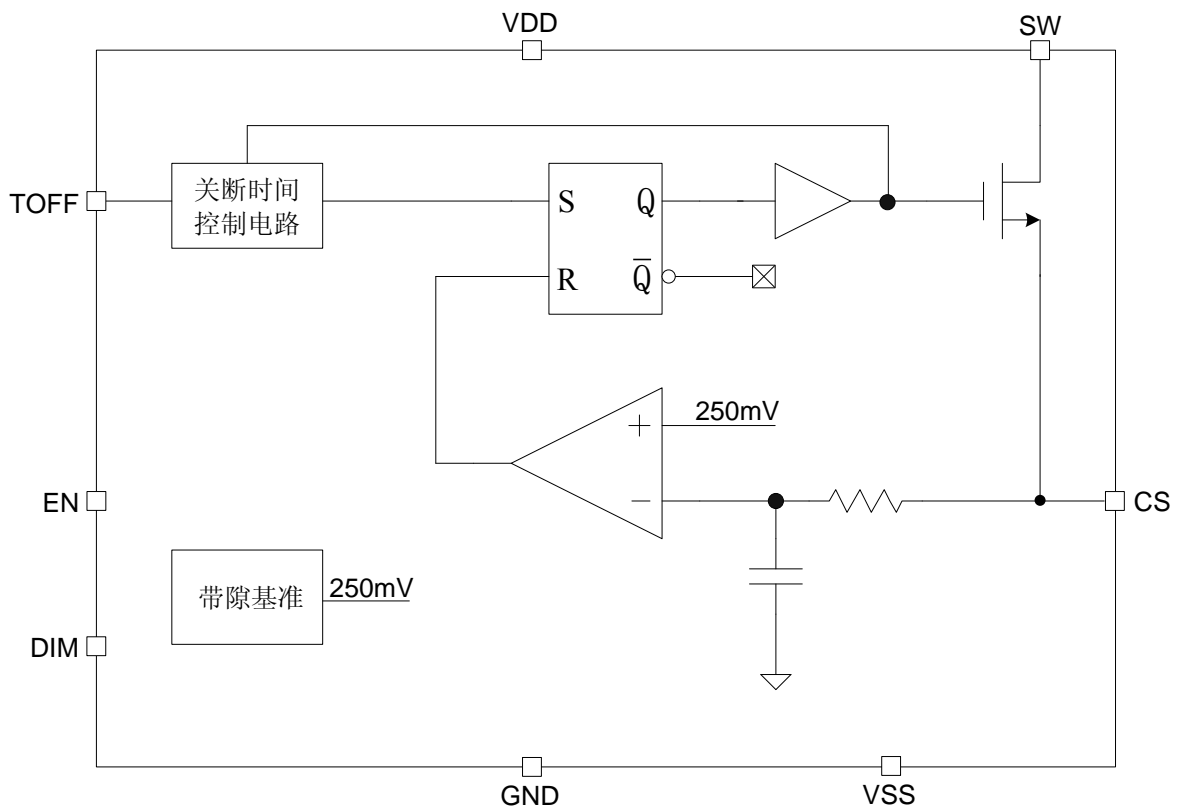 VDD
SW
TOFF
关断时间
控制电路
S
Q
R
Q̅
+
250mV
−
EN
CS
带隙基准
250mV
DIM
GND
VSS